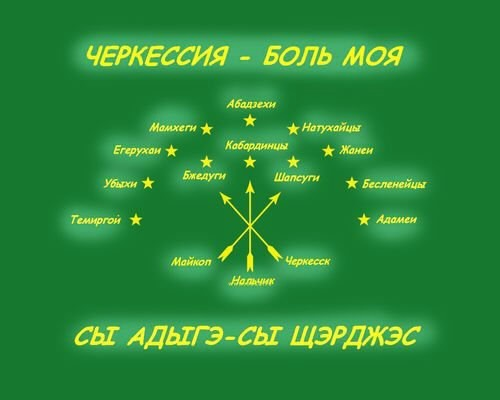 ЧЕРКЕССИЯ - БОЛЬ МОЯ
Абадзехи
Мамхеги
Натухайцы
Егерухаи
Кабардинцы
Жанеи
Бжедуги
Шапсуги
Убыхи
Бесленейцы
Темиргой
Адамеи
Майкоп
Черкесск
Нальчик
СЫ АДЫГЭ-СЫ ЩЭРДЖЭС